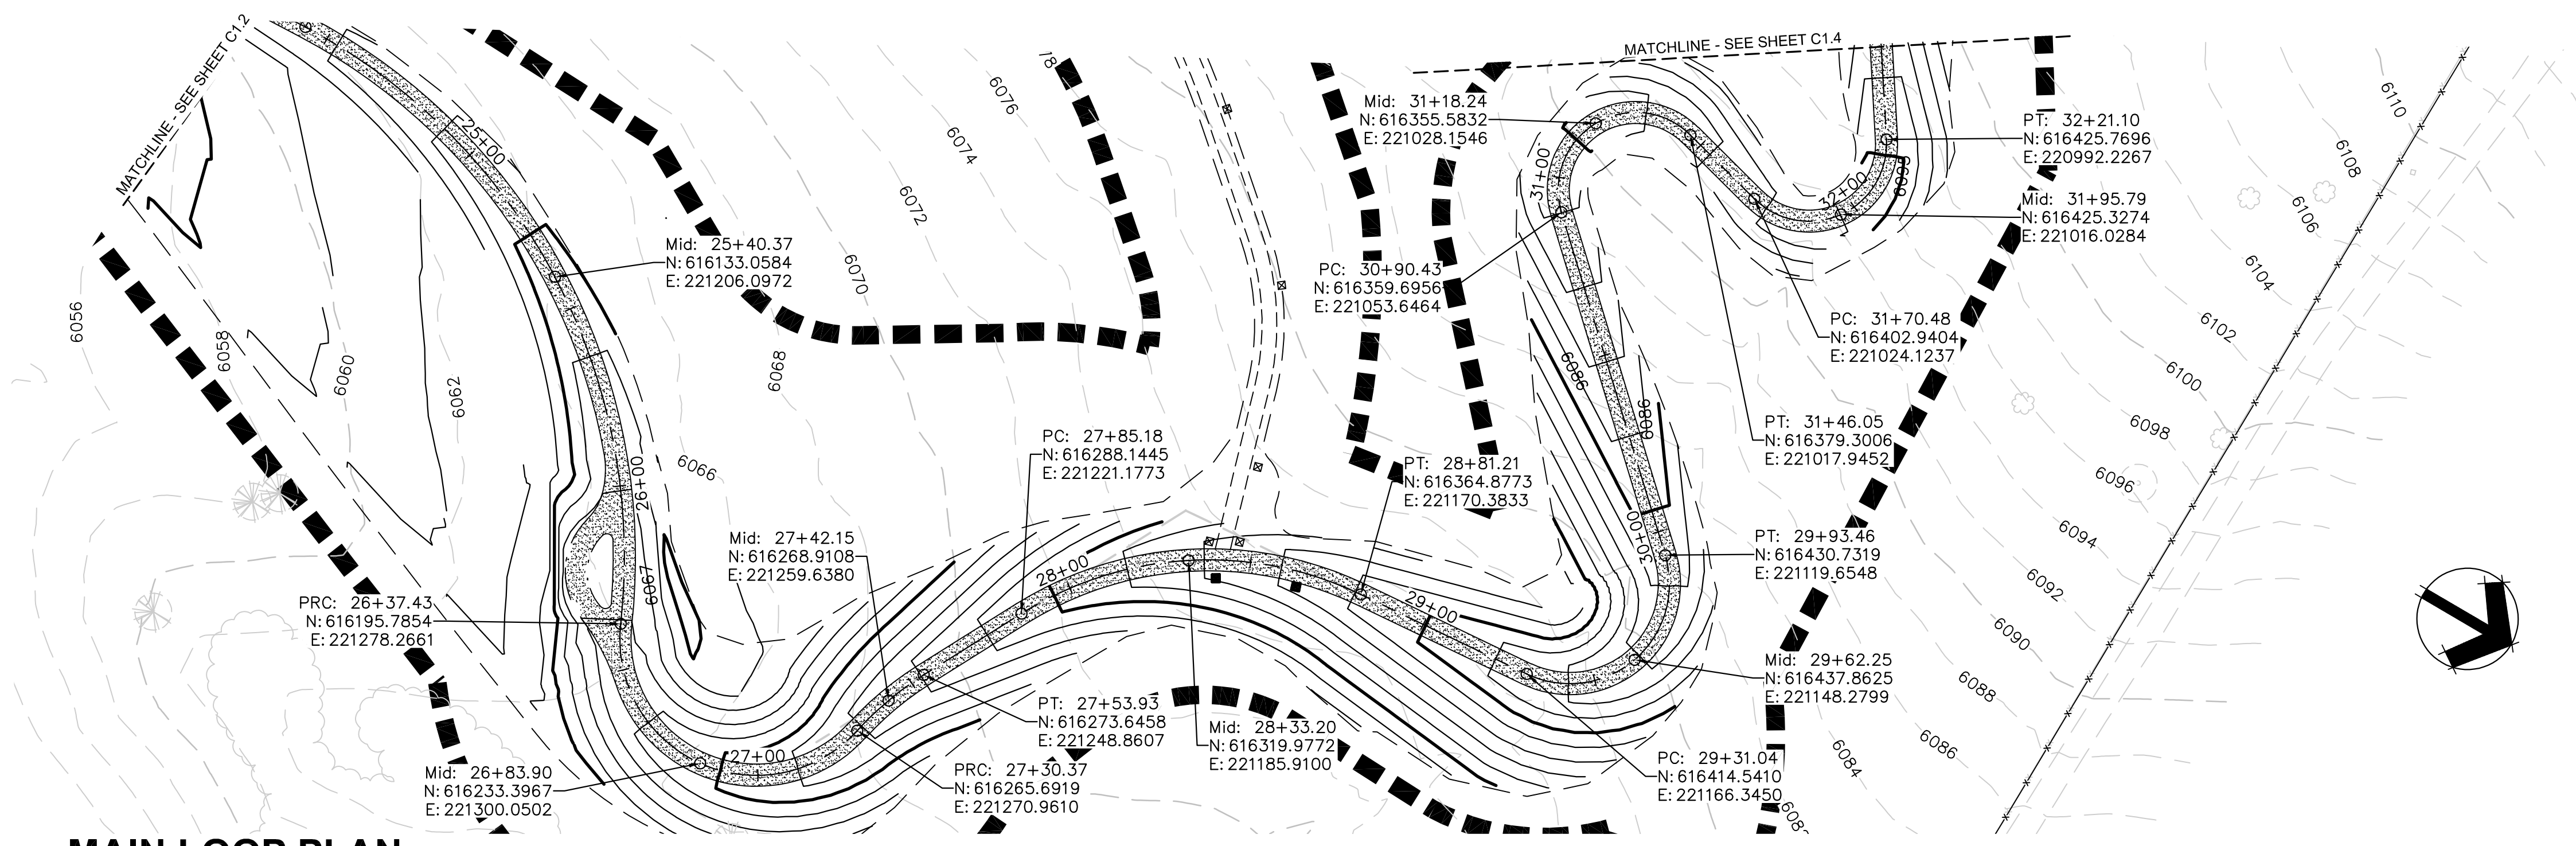 MATCHLINE - SEE SHEET C1.2
MATCHLINE - SEE SHEET C1.4
25+00
Mid: 25+40.37
N: 616133.0584
E: 221206.0972
26+00
6067
PRC: 26+37.43
N: 616195.7854
E: 221278.2661
Mid: 26+83.90
N: 616233.3967
E: 221300.0502
27+00
PRC: 27+30.37
N: 616265.6919
E: 221270.9610
Mid: 27+42.15
N: 616268.9108
E: 221259.6380
PT: 27+53.93
N: 616273.6458
E: 221248.8607
PC: 27+85.18
N: 616288.1445
E: 221221.1773
28+00
Mid: 28+33.20
N: 616319.9772
E: 221185.9100
PT: 28+81.21
N: 616364.8773
E: 221170.3833
29+00
PC: 29+31.04
N: 616414.5410
E: 221166.3450
Mid: 29+62.25
N: 616437.8625
E: 221148.2799
PT: 29+93.46
N: 616430.7319
E: 221119.6548
30+00
6086
6086
PC: 30+90.43
N: 616359.6956
E: 221053.6464
31+00
Mid: 31+18.24
N: 616355.5832
E: 221028.1546
PT: 31+46.05
N: 616379.3006
E: 221017.9452
PC: 31+70.48
N: 616402.9404
E: 221024.1237
Mid: 31+95.79
N: 616425.3274
E: 221016.0284
32+00
PT: 32+21.10
N: 616425.7696
E: 220992.2267
6056
6058
6060
6062
6066
6068
6070
6072
6074
6076
6110
6108
6106
6104
6102
6100
6098
6096
6094
6092
6090
6088
6086
6084
MAIN LOOP PLAN